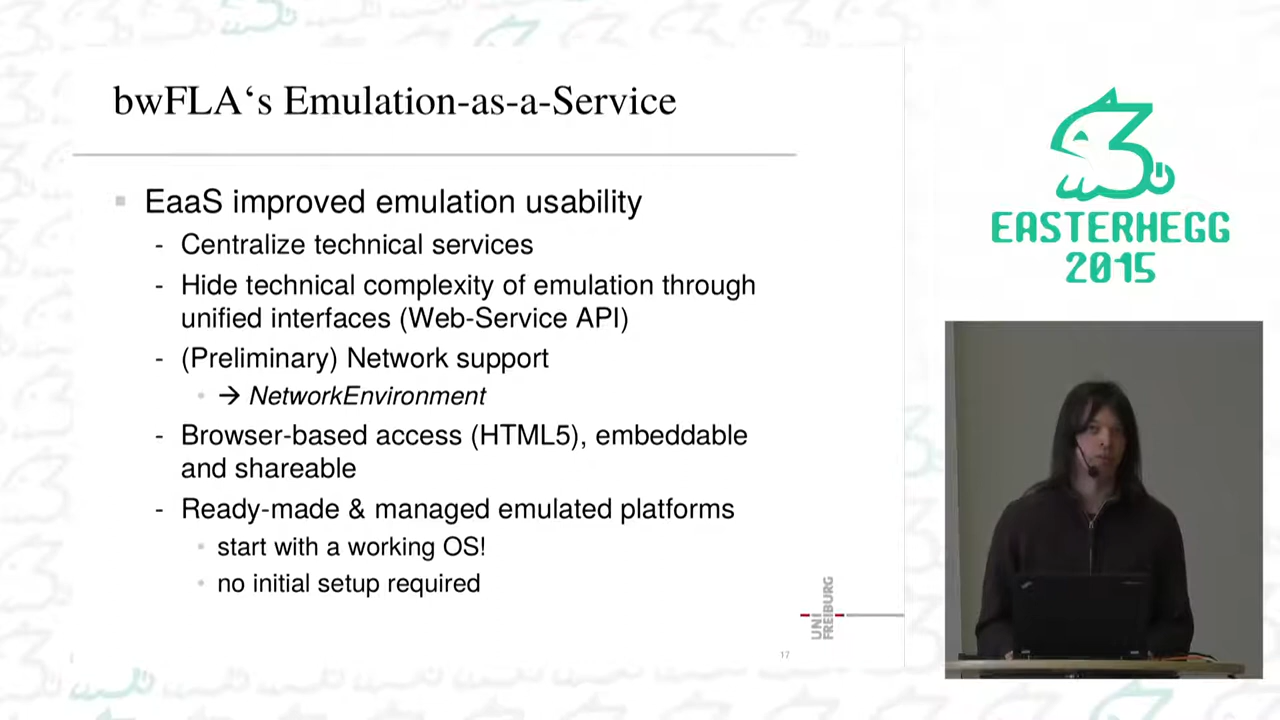 bwFLA‘s Emulation-as-a-Service
EaaS improved emulation usability
- Centralize technical services
- Hide technical complexity of emulation through
unified interfaces (Web-Service API)
- (Preliminary) Network support
• → NetworkEnvironment
- Browser-based access (HTML5), embeddable
and shareable
- Ready-made & managed emulated platforms
• start with a working OS!
• no initial setup required
UNI
FREIBURG
17
EASTERHEGG
2015